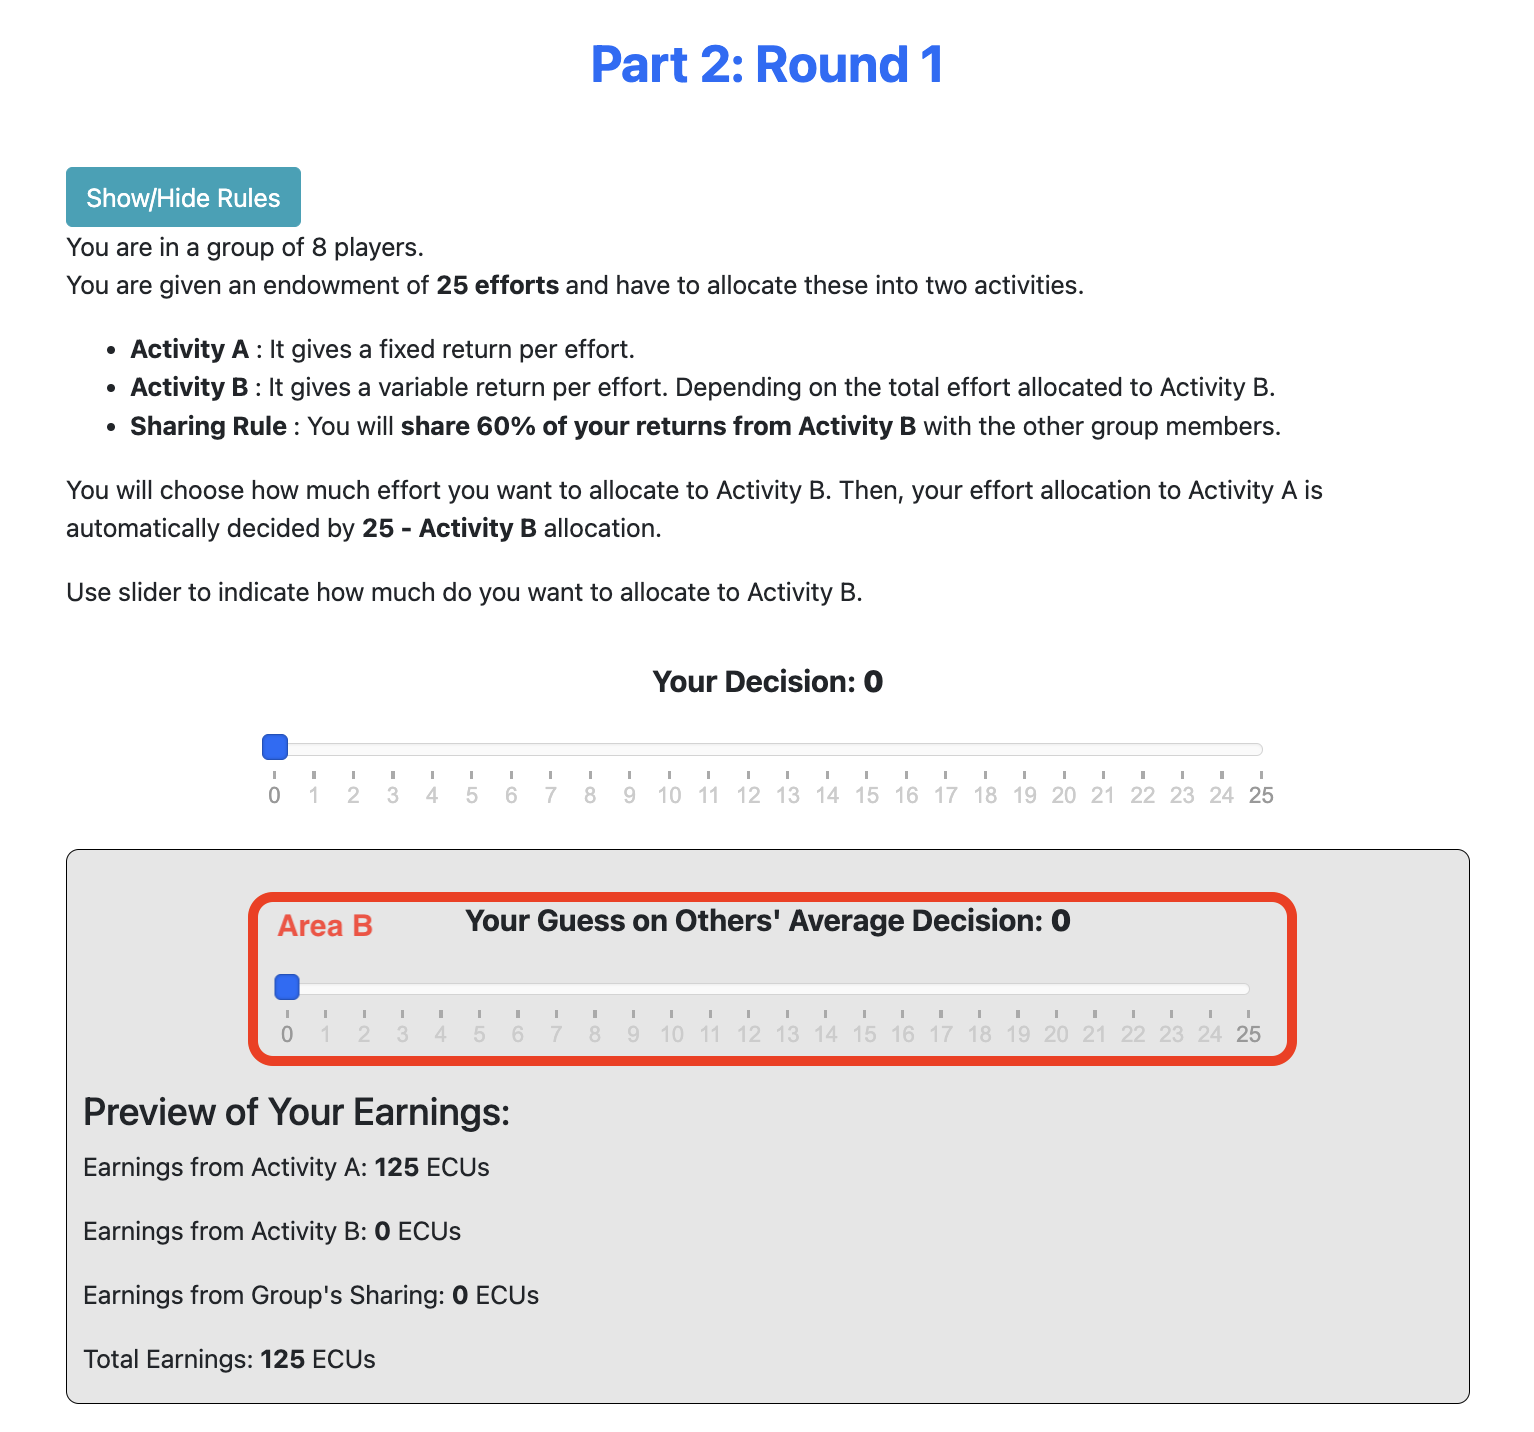 Part 2: Round 1
Show/Hide Rules
You are in a group of 8 players.
You are given an endowment of 25 efforts and have to allocate these into two activities.
• Activity A : It gives a fixed return per effort.
• Activity B : It gives a variable return per effort. Depending on the total effort allocated to Activity B.
• Sharing Rule : You will share 60% of your returns from Activity B with the other group members.
You will choose how much effort you want to allocate to Activity B. Then, your effort allocation to Activity A is
automatically decided by 25 - Activity B allocation.
Use slider to indicate how much do you want to allocate to Activity B.
Your Decision: 0
0 1 2 3 4 5 6 7 8 9 10 11 12 13 14 15 16 17 18 19 20 21 22 23 24 25
Area B Your Guess on Others' Average Decision: 0
0 1 2 3 4 5 6 7 8 9 10 11 12 13 14 15 16 17 18 19 20 21 22 23 24 25
Preview of Your Earnings:
Earnings from Activity A: 125 ECUs
Earnings from Activity B: 0 ECUs
Earnings from Group's Sharing: 0 ECUs
Total Earnings: 125 ECUs